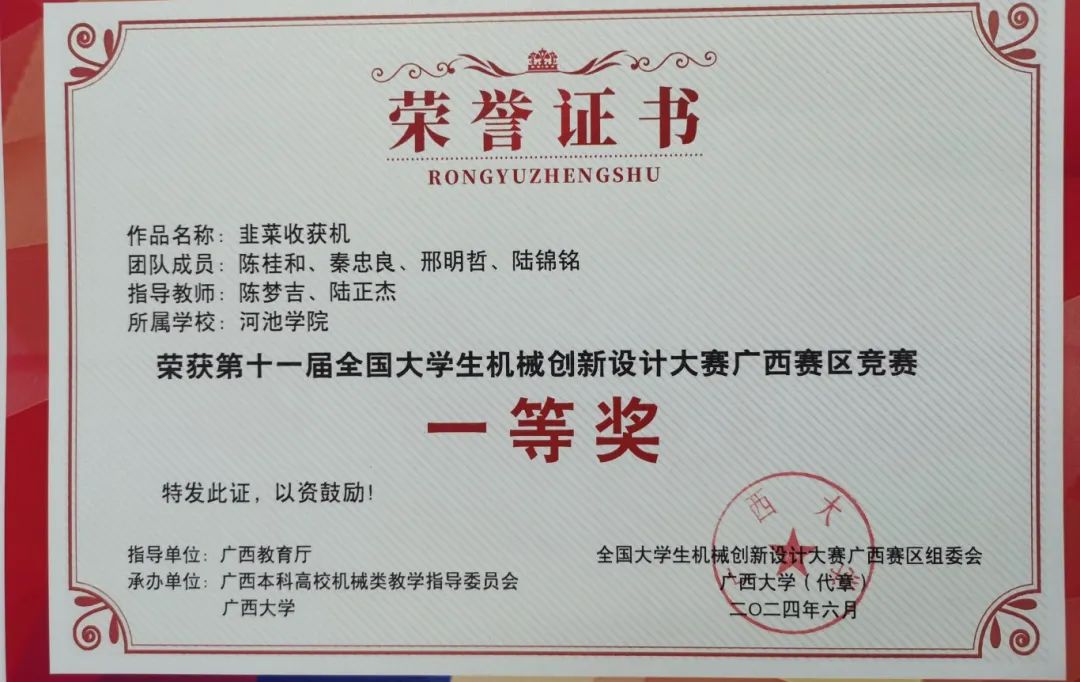 荣誉证书
RONGYUZHENGSHU
作品名称：韭菜收获机
团队成员：陈桂和、秦忠良、邢明哲、陆锦铭
指导教师：陈梦吉、陆正杰
所属学校：河池学院
荣获第十一届全国大学生机械创新设计大赛广西赛区竞赛
一等奖
特发此证，以资鼓励！
指导单位：广西教育厅
承办单位：广西本科高校机械类教学指导委员会
广西大学
全国大学生机械创新设计大赛广西赛区组委会
广西大学（代章）
二〇二四年六月
广西大学